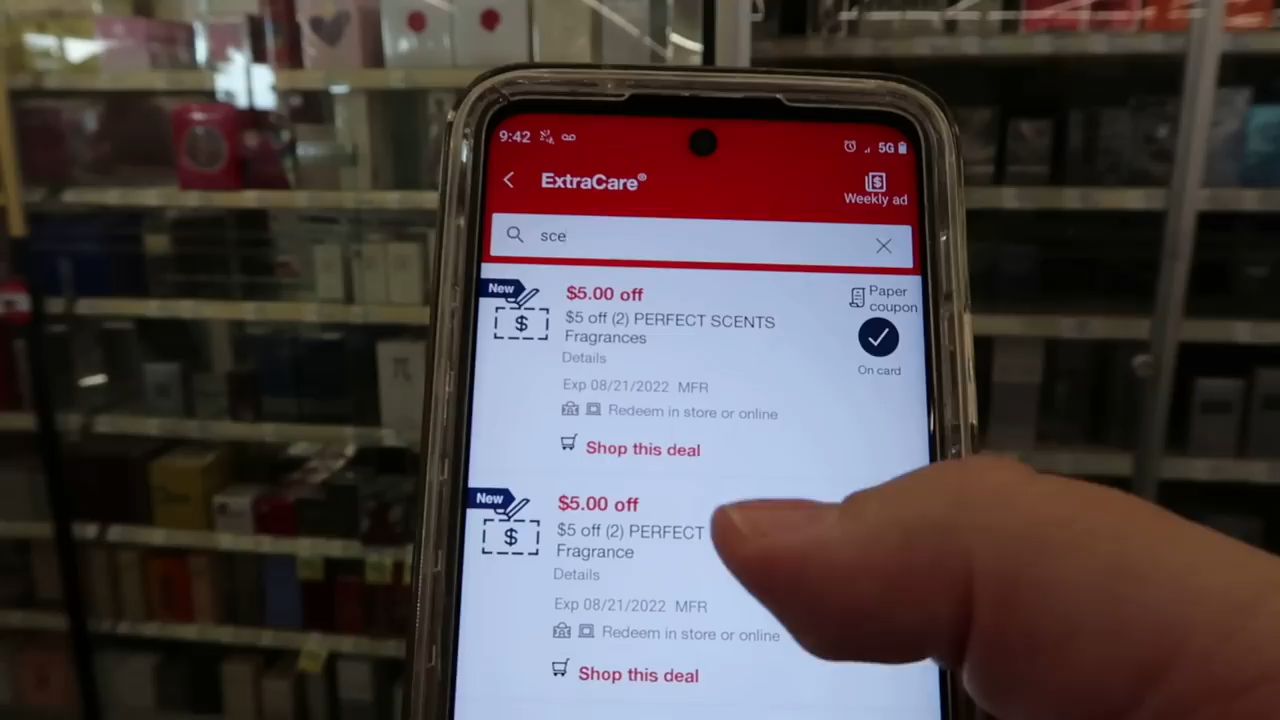 9:42
5G
ExtraCare®
Weekly ad
sce
New
$5.00 off
Paper
coupon
$5 off (2) PERFECT SCENTS
Fragrances
Details
On card
Exp 08/21/2022 MFR
Redeem in store or online
Shop this deal
New
$5.00 off
$5 off (2) PERFECT
Fragrance
Details
Exp 08/21/2022 MFR
Redeem in store or online
Shop this deal